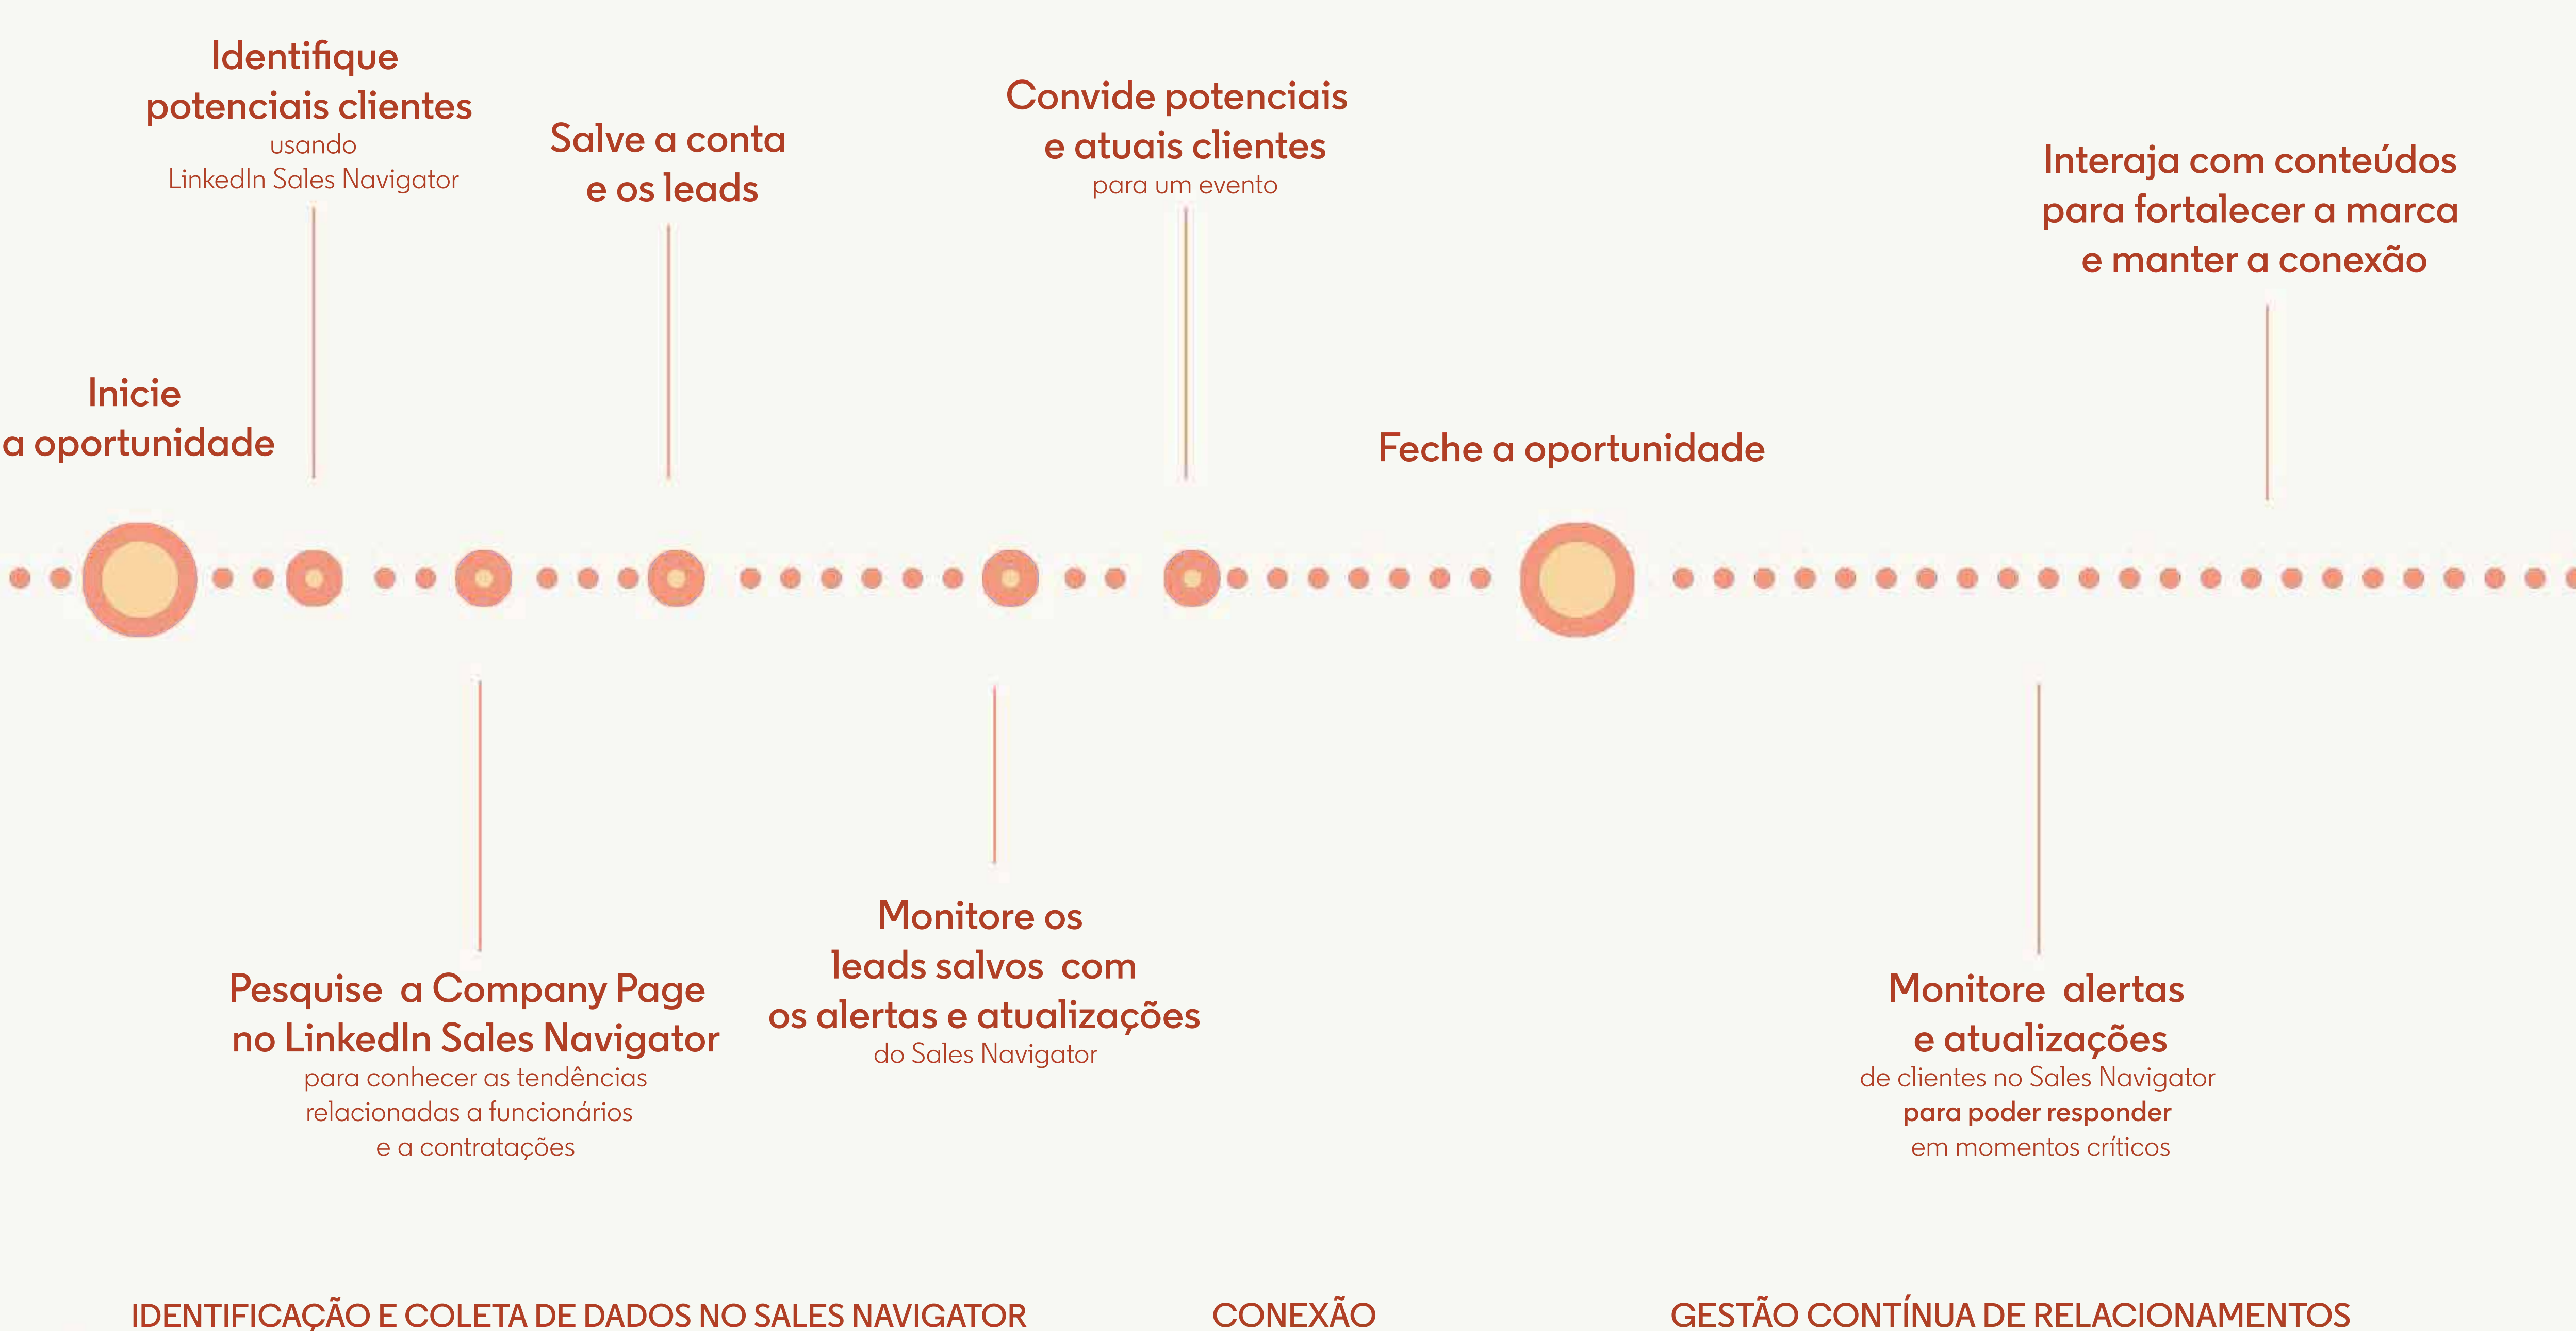 Identifique
potenciais clientes
usando
LinkedIn Sales Navigator
Salve a conta
e os leads
Convide potenciais
e atuais clientes
para um evento
Interaja com conteúdos
para fortalecer a marca
e manter a conexão
Inicie
a oportunidade
Feche a oportunidade
Pesquise a Company Page
no LinkedIn Sales Navigator
para conhecer as tendências
relacionadas a funcionários
e a contratações
Monitore os
leads salvos com
os alertas e atualizações
do Sales Navigator
Monitore alertas
e atualizações
de clientes no Sales Navigator
para poder responder
em momentos críticos
IDENTIFICAÇÃO E COLETA DE DADOS NO SALES NAVIGATOR
CONEXÃO
GESTÃO CONTÍNUA DE RELACIONAMENTOS